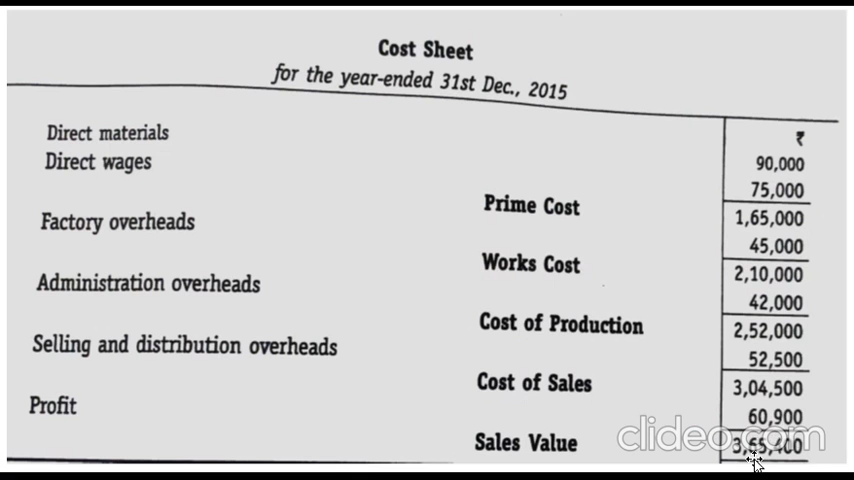 Cost Sheet
for the year-ended 31st Dec., 2015
₹
Direct materials 90,000
Direct wages 75,000
Prime Cost 1,65,000
Factory overheads 45,000
Works Cost 2,10,000
Administration overheads 42,000
Cost of Production 2,52,000
Selling and distribution overheads 52,500
Cost of Sales 3,04,500
Profit 60,900
Sales Value 3,65,400
clideo.com